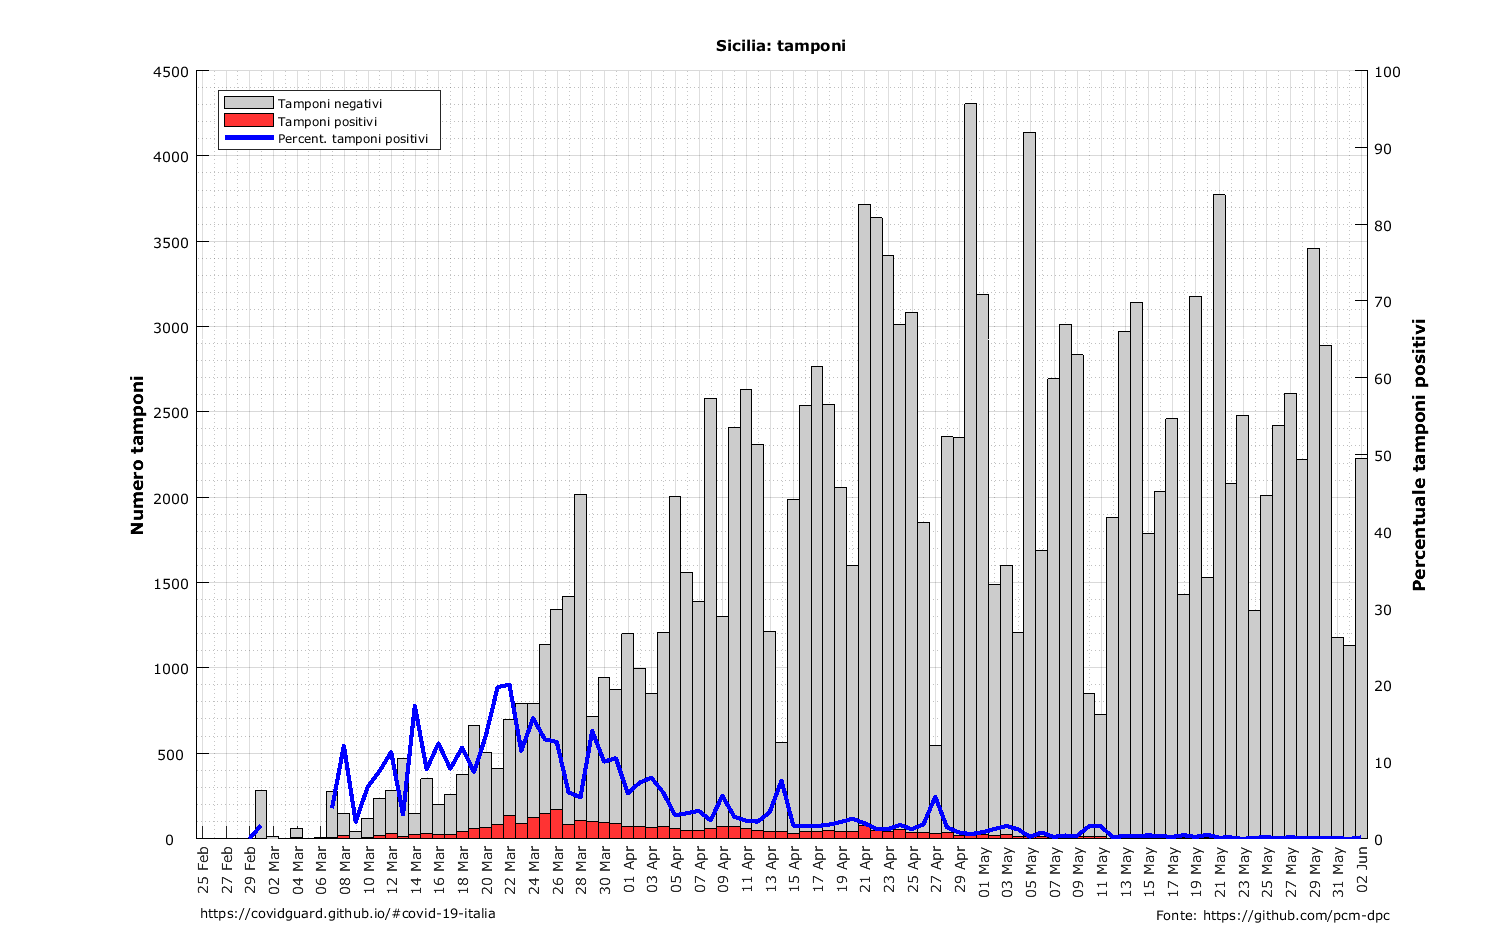 Sicilia: tamponi
Tamponi negativi
Tamponi positivi
Percent. tamponi positivi
Numero tamponi
4500
4000
3500
3000
2500
2000
1500
1000
500
0
Percentuale tamponi positivi
100
90
80
70
60
50
40
30
20
10
0
25 Feb
27 Feb
29 Feb
02 Mar
04 Mar
06 Mar
08 Mar
10 Mar
12 Mar
14 Mar
16 Mar
18 Mar
20 Mar
22 Mar
24 Mar
26 Mar
28 Mar
30 Mar
01 Apr
03 Apr
05 Apr
07 Apr
09 Apr
11 Apr
13 Apr
15 Apr
17 Apr
19 Apr
21 Apr
23 Apr
25 Apr
27 Apr
29 Apr
01 May
03 May
05 May
07 May
09 May
11 May
13 May
15 May
17 May
19 May
21 May
23 May
25 May
27 May
29 May
31 May
02 Jun
https://covidguard.github.io/#covid-19-italia
Fonte: https://github.com/pcm-dpc